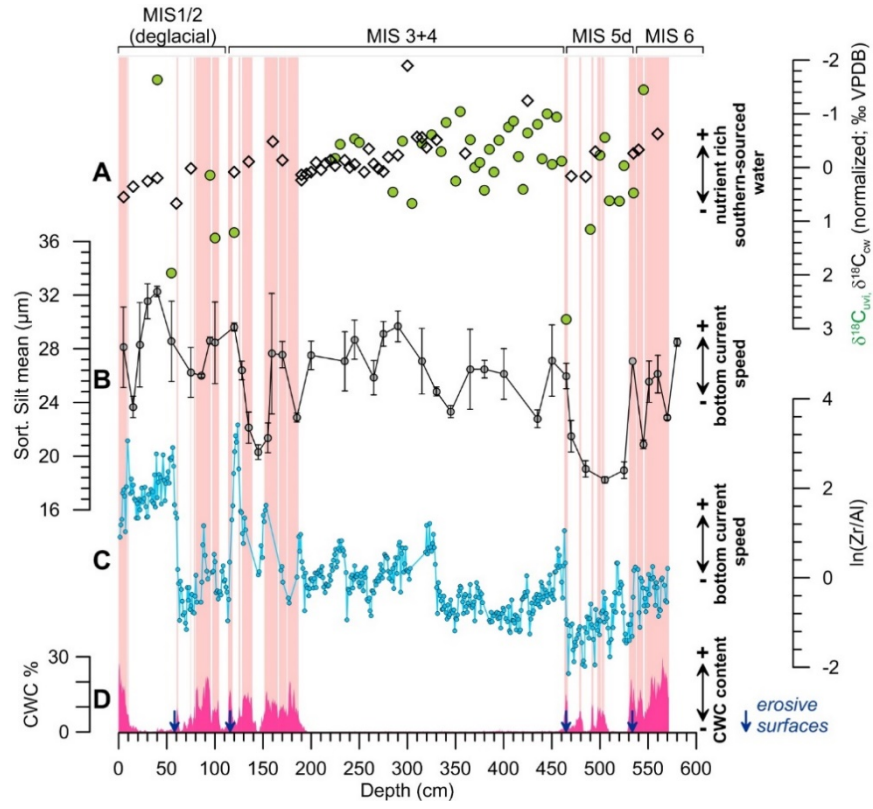 MIS1/2
(deglacial)
MIS 3+4
MIS 5d
MIS 6
A
+
-
nutrient rich
southern-sourced
water
-2
-1
0
1
2
3
δ¹⁸C_uvi, δ¹⁸C_cw (normalized; ‰ VPDB)
36
32
28
24
20
16
Sort. Silt mean (µm)
B
+
-
bottom current
speed
4
2
0
-2
ln(Zr/Al)
C
+
-
bottom current
speed
30
0
CWC %
D
+
-
CWC content
erosive
surfaces
0 50 100 150 200 250 300 350 400 450 500 550 600
Depth (cm)